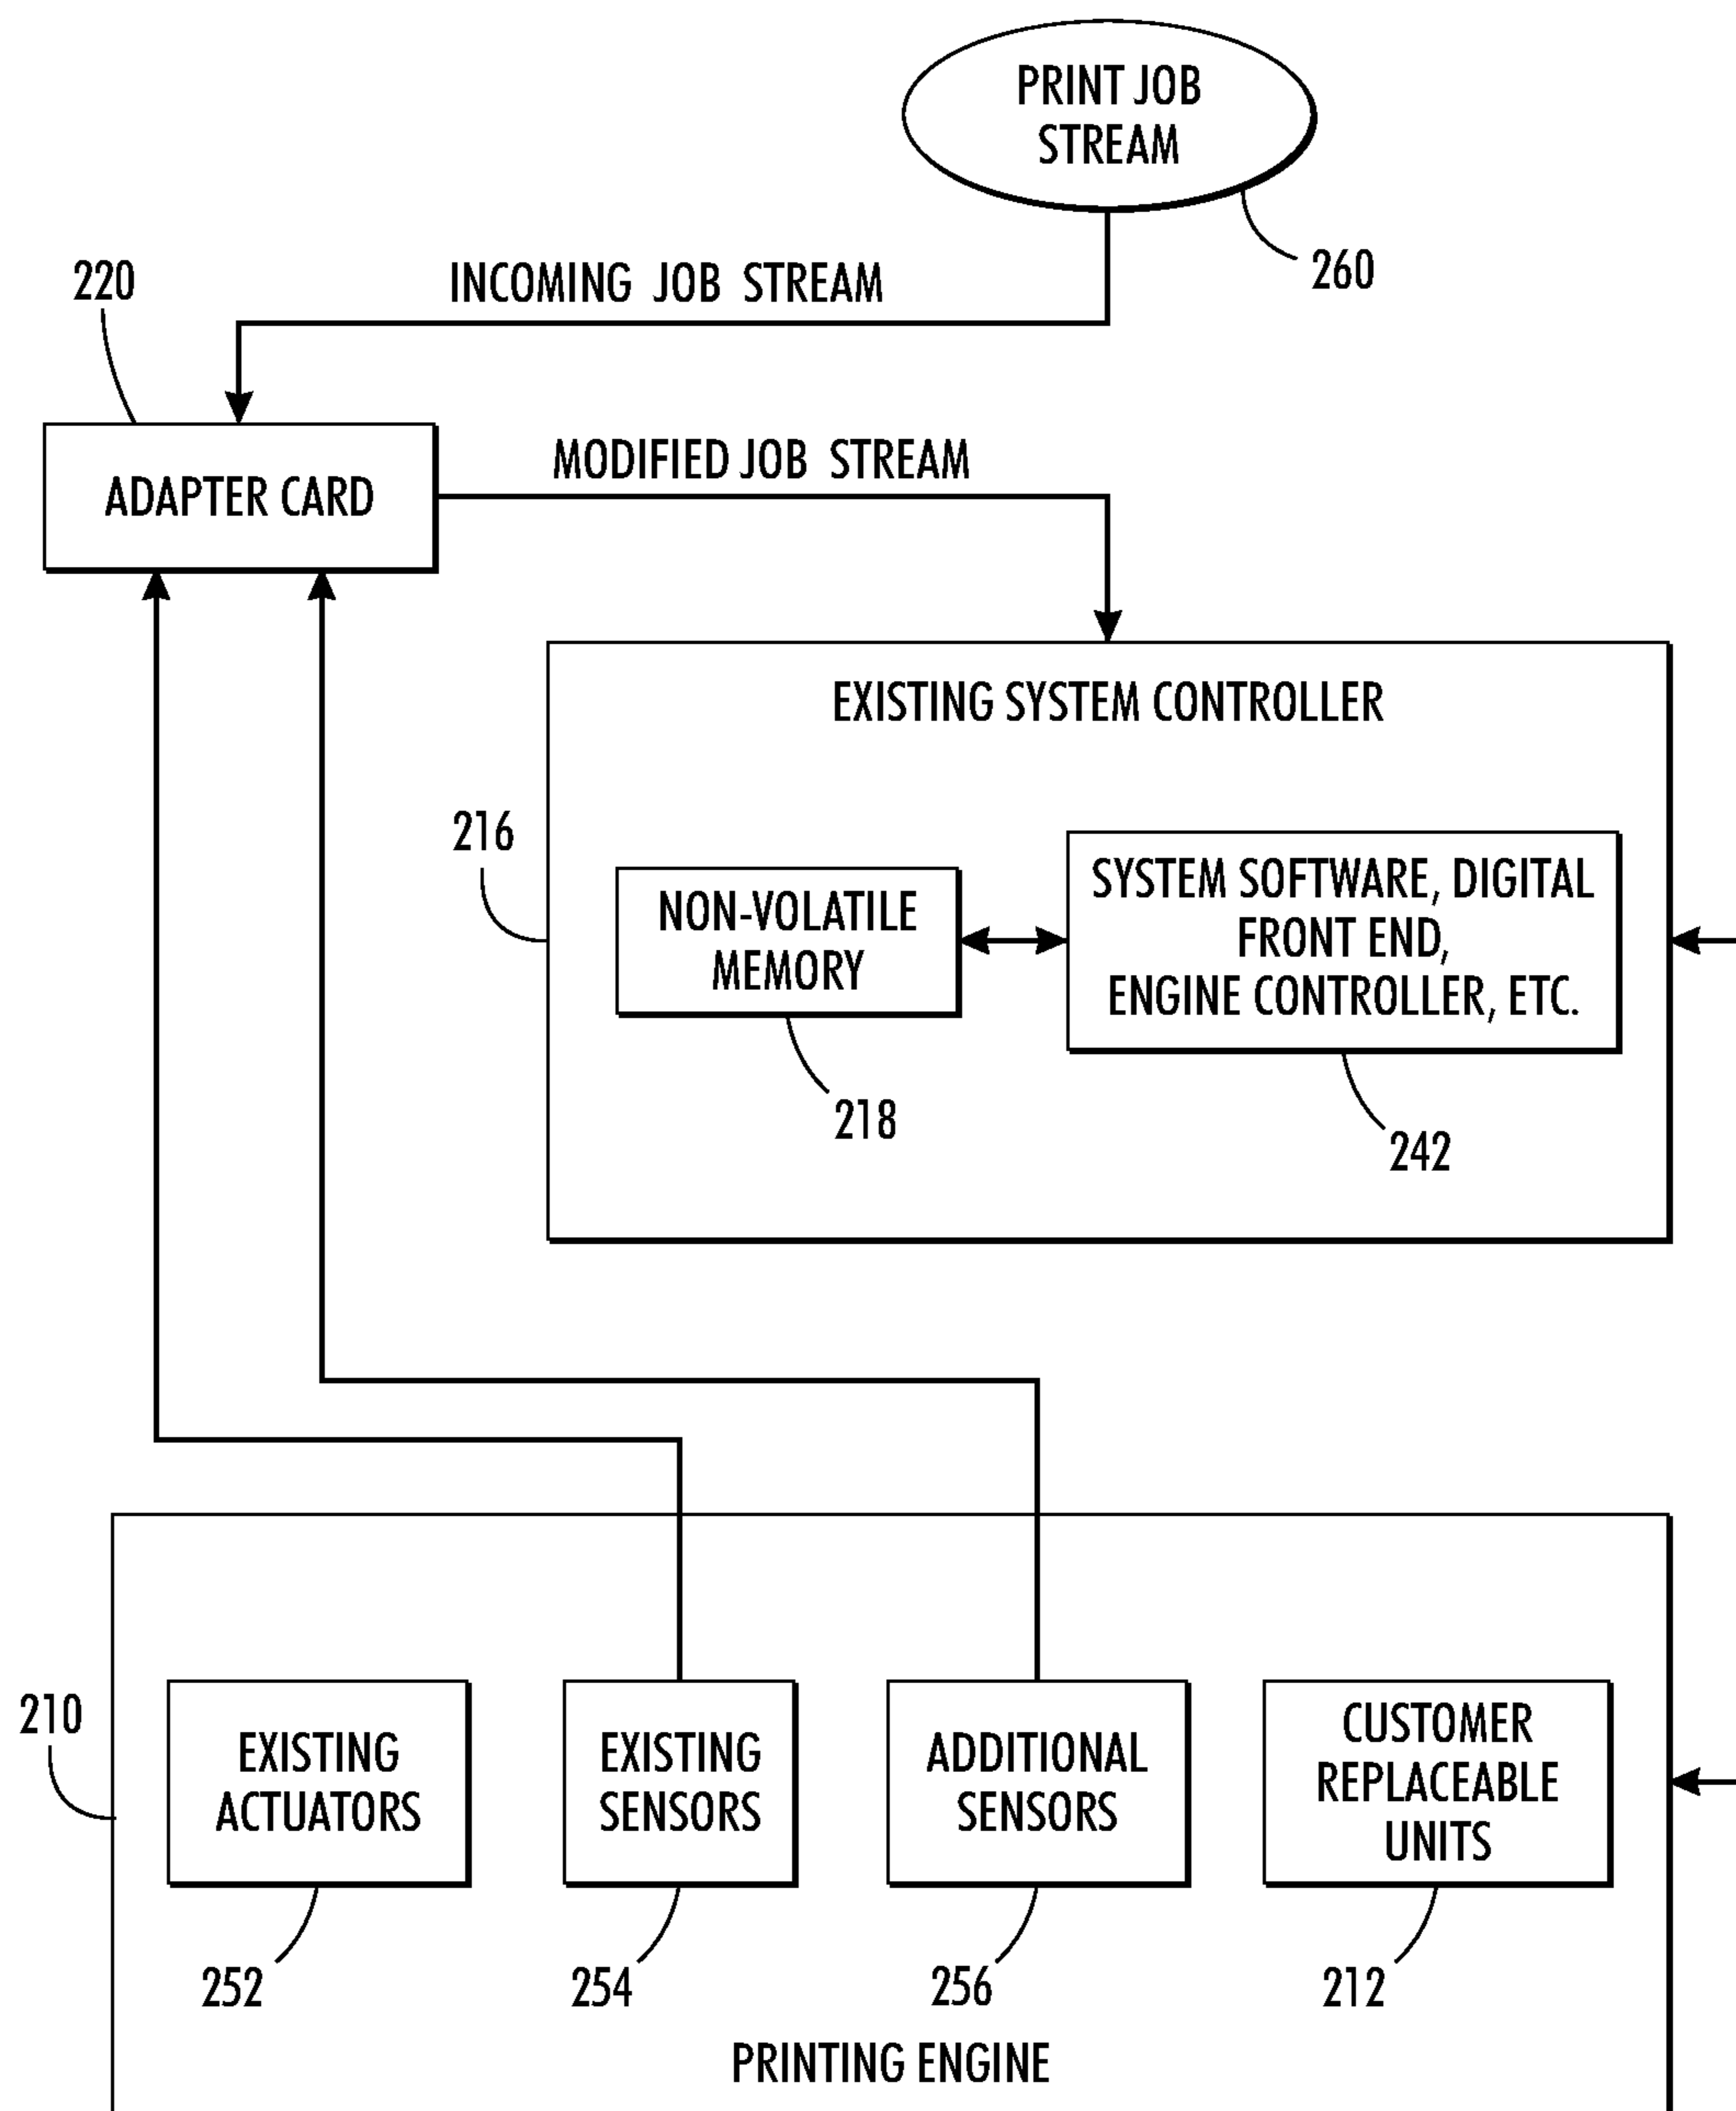 PRINT JOB
STREAM
260
INCOMING JOB STREAM
220
ADAPTER CARD
MODIFIED JOB STREAM
EXISTING SYSTEM CONTROLLER
216
NON-VOLATILE
MEMORY
218
SYSTEM SOFTWARE, DIGITAL
FRONT END,
ENGINE CONTROLLER, ETC.
242
210
EXISTING
ACTUATORS
252
EXISTING
SENSORS
254
ADDITIONAL
SENSORS
256
CUSTOMER
REPLACEABLE
UNITS
212
PRINTING ENGINE